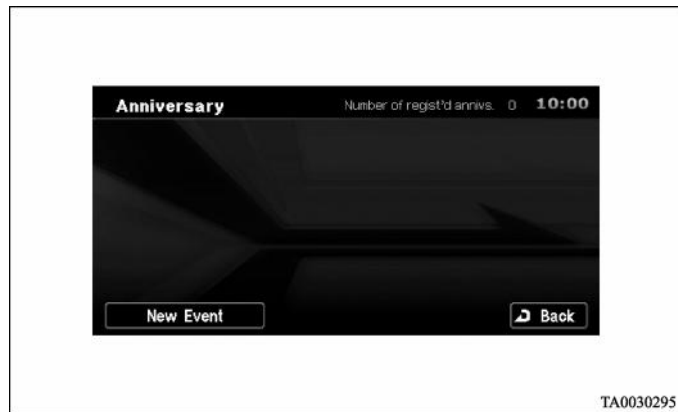 Anniversary Number of regist'd annivs. 0 10:00
New Event Back
TA0030295